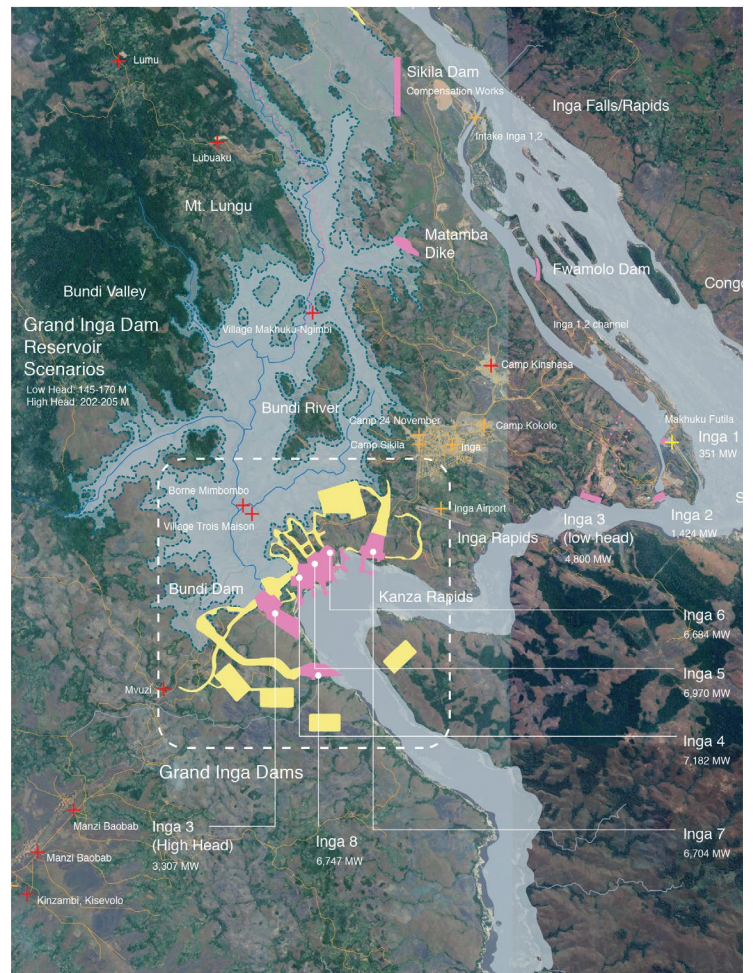 Lumu
Sikila Dam
Compensation Works
Inga Falls/Rapids
Intake Inga 1,2
Lubuaku
Mt. Lungu
Matamba
Dike
Fwamolo Dam
Congo
Bundi Valley
Grand Inga Dam
Reservoir
Scenarios
Low Head: 145-170 M
High Head: 202-205 M
Village Makhuku-Ngimbi
Inga 1,2 channel
Camp Kinshasa
Bundi River
Camp 24 November
Camp Kokolo
Camp Sikila
Inga
Makhuku Futila
Inga 1
351 MW
S
Borne Mimbombo
Village Trois Maison
Inga Airport
Inga Rapids
Inga 3
(low head)
4,800 MW
Inga 2
1,424 MW
Bundi Dam
Kanza Rapids
Inga 6
6,684 MW
Inga 5
6,970 MW
Mvuzi
Inga 4
7,182 MW
Grand Inga Dams
Manzi Baobab
Inga 3
(High Head)
3,307 MW
Inga 8
6,747 MW
Inga 7
6,704 MW
Manzi Baobab
Kinzambi, Kisevolo